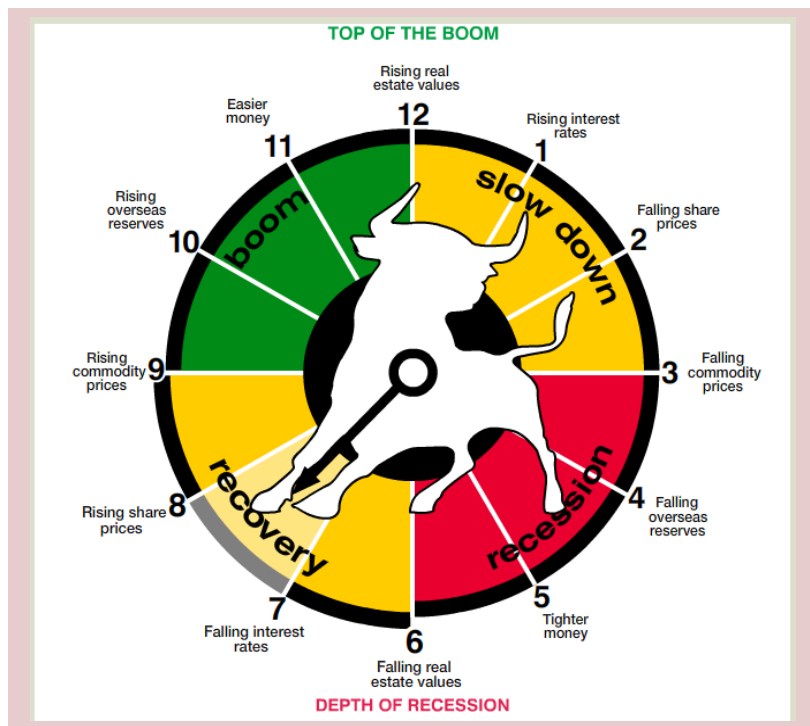 TOP OF THE BOOM
Rising real
estate values
12
Rising interest
rates
1
Falling share
prices
2
Falling
commodity
prices
3
Falling
overseas
reserves
4
Tighter
money
5
Falling real
estate values
6
Falling interest
rates
7
Rising share
prices
8
Rising
commodity
prices
9
Rising
overseas
reserves
10
Easier
money
11
boom
slow down
recession
recovery
DEPTH OF RECESSION